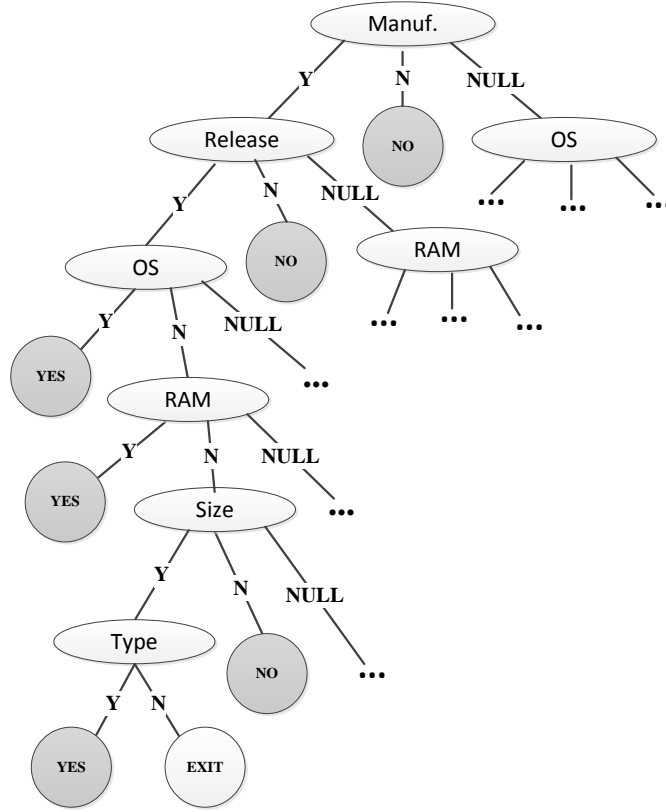 Manuf.
Y N NULL
Release NO OS
Y N NULL ... ... ...
OS NO RAM
Y N NULL ... ... ...
YES ...
RAM
Y N NULL
YES ...
Size
Y N NULL
Type NO ...
Y N
YES EXIT